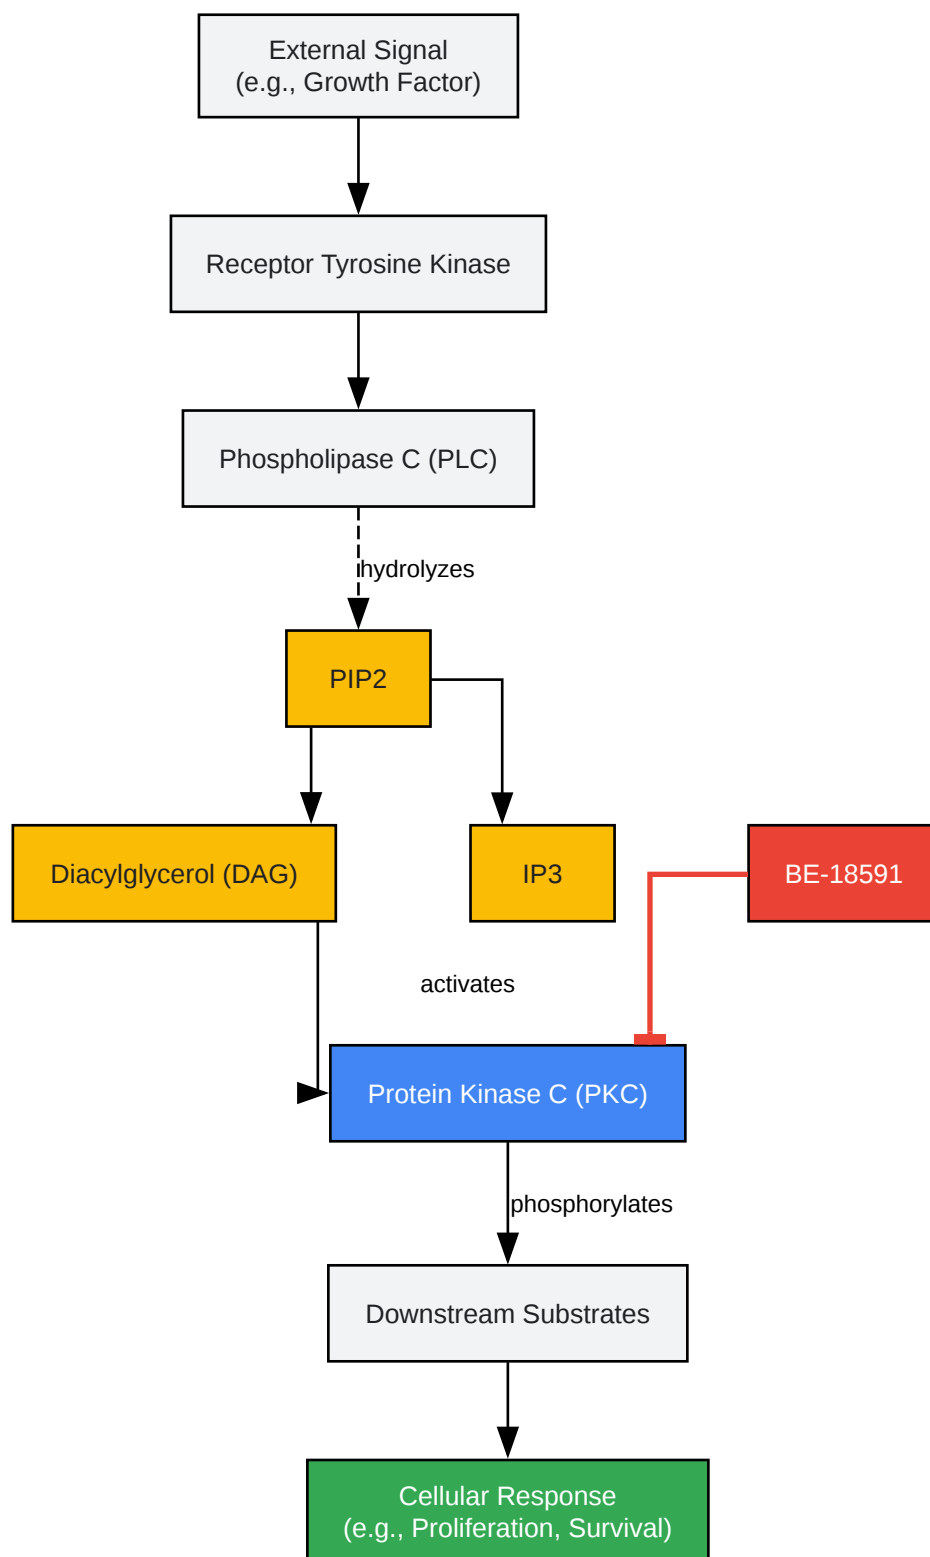 External Signal
(e.g., Growth Factor)
Receptor Tyrosine Kinase
Phospholipase C (PLC)
hydrolyzes
PIP2
Diacylglycerol (DAG)
IP3
BE-18591
activates
Protein Kinase C (PKC)
phosphorylates
Downstream Substrates
Cellular Response
(e.g., Proliferation, Survival)